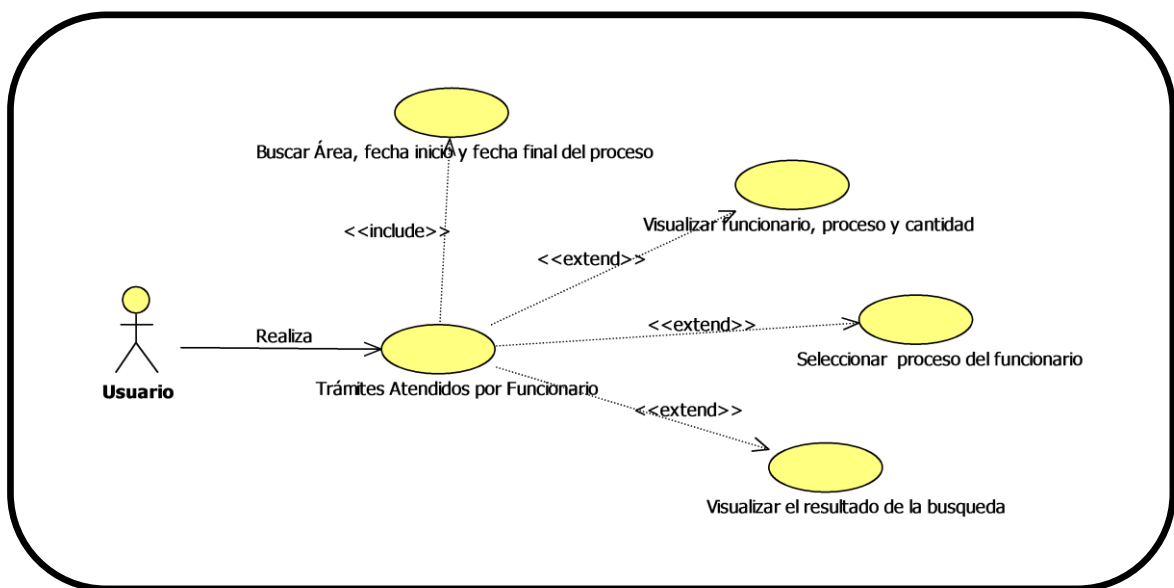 Buscar Área, fecha inició y fecha final del proceso
Visualizar funcionario, proceso y cantidad
<<include>>
<<extend>>
<<extend>>
Realiza
Seleccionar proceso del funcionario
Usuario
Trámites Atendidos por Funcionario
<<extend>>
Visualizar el resultado de la busqueda